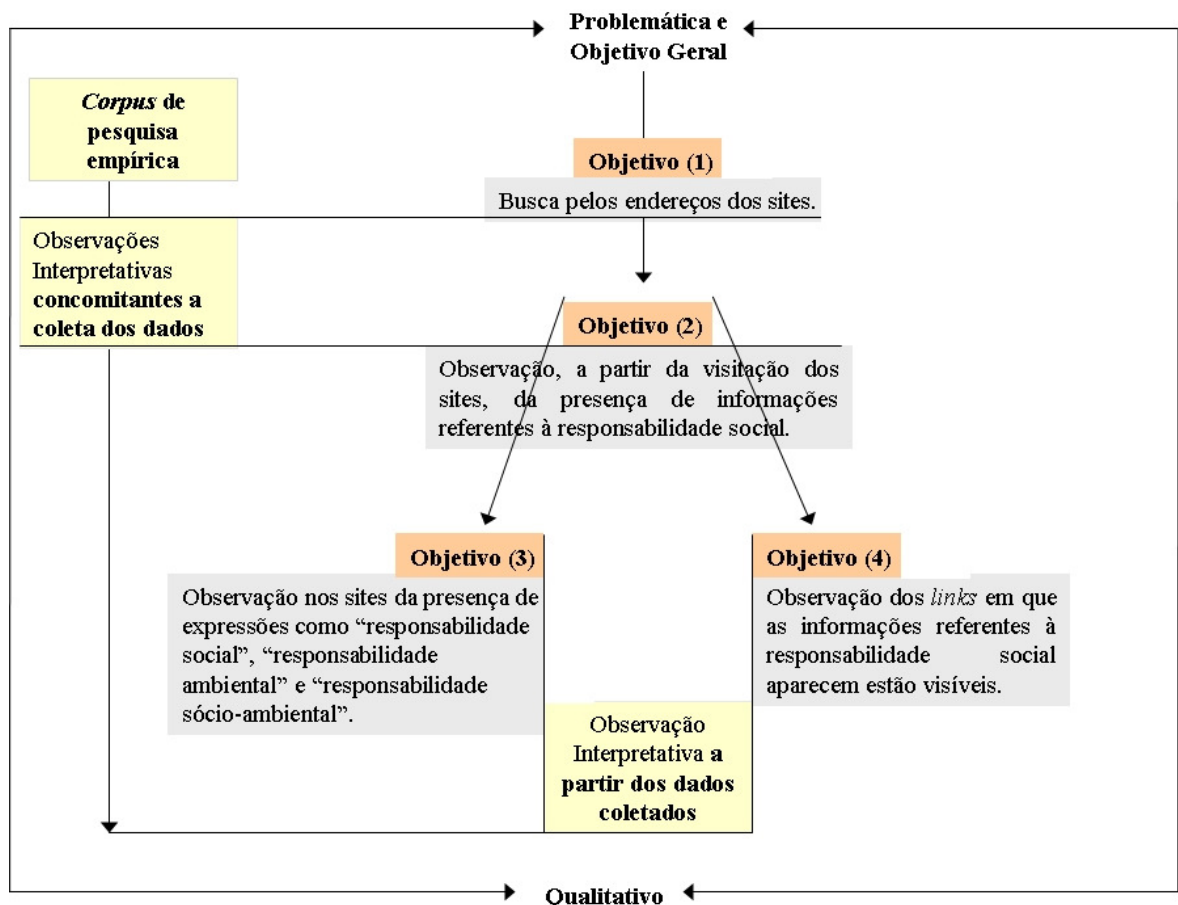 Problemática e
Objetivo Geral
Corpus de
pesquisa
empírica
Objetivo (1)
Busca pelos endereços dos sites.
Observações
Interpretativas
concomitantes a
coleta dos dados
Objetivo (2)
Observação, a partir da visitação dos
sites, da presença de informações
referentes à responsabilidade social.
Objetivo (3)
Observação nos sites da presença de
expressões como “responsabilidade
social”, “responsabilidade
ambiental” e “responsabilidade
sócio-ambiental”.
Objetivo (4)
Observação dos links em que
as informações referentes à
responsabilidade social
aparecem estão visíveis.
Observação
Interpretativa a
partir dos dados
coletados
Qualitativo